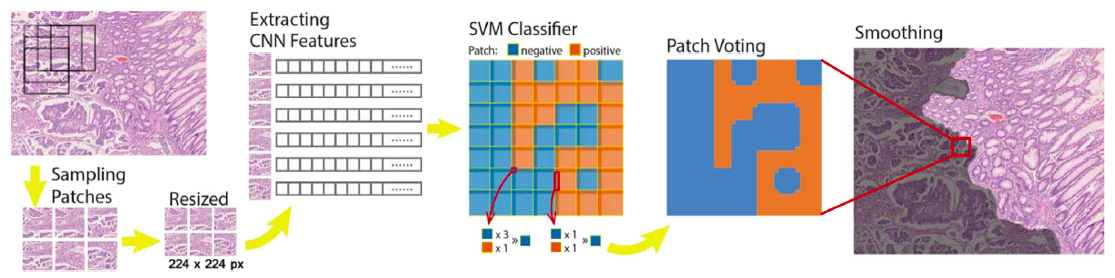 Extracting
CNN Features
SVM Classifier
Patch: negative positive
Patch Voting
Smoothing
Sampling
Patches
Resized
224 x 224 px
x 3
x 1
»
x 1
x 1
»